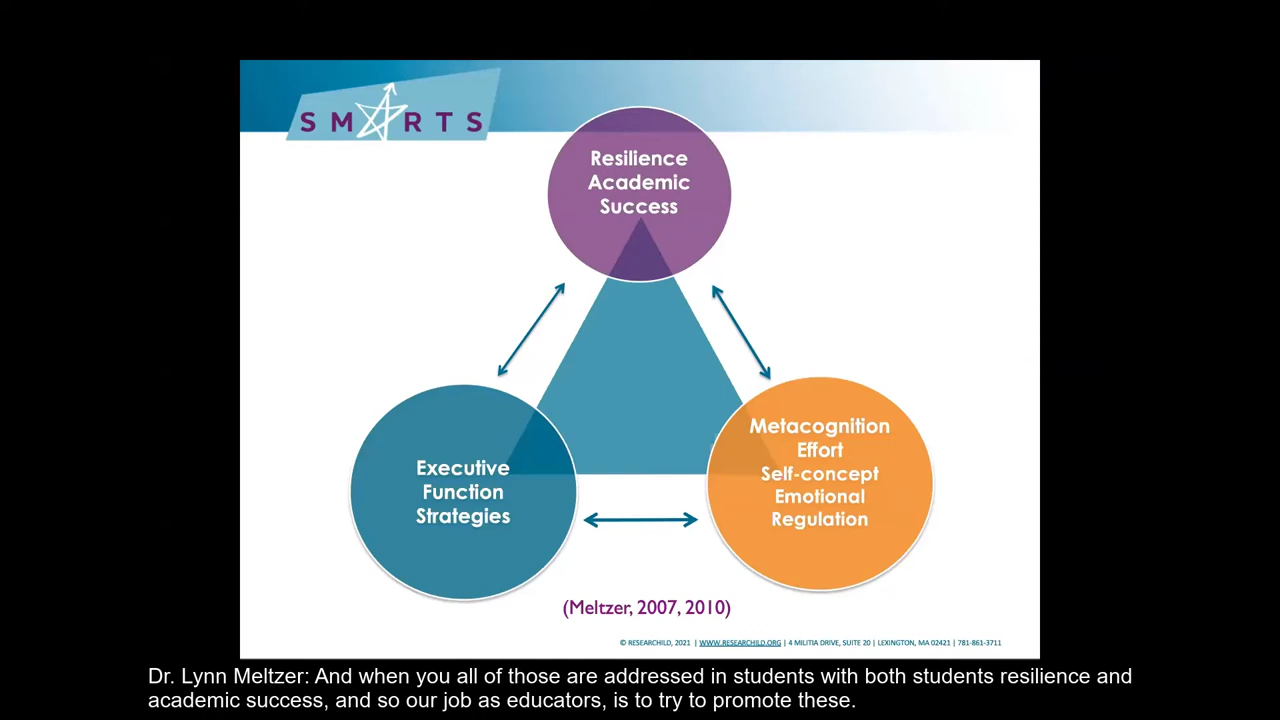 SMARTS
Resilience
Academic
Success
Executive
Function
Strategies
Metacognition
Effort
Self-concept
Emotional
Regulation
(Meltzer, 2007, 2010)
© RESEARCHILD, 2021 | WWW.RESEARCHILD.ORG | 4 MILITIA DRIVE, SUITE 20 | LEXINGTON, MA 02421 | 781-861-3711
Dr. Lynn Meltzer: And when you all of those are addressed in students with both students resilience and
academic success, and so our job as educators, is to try to promote these.